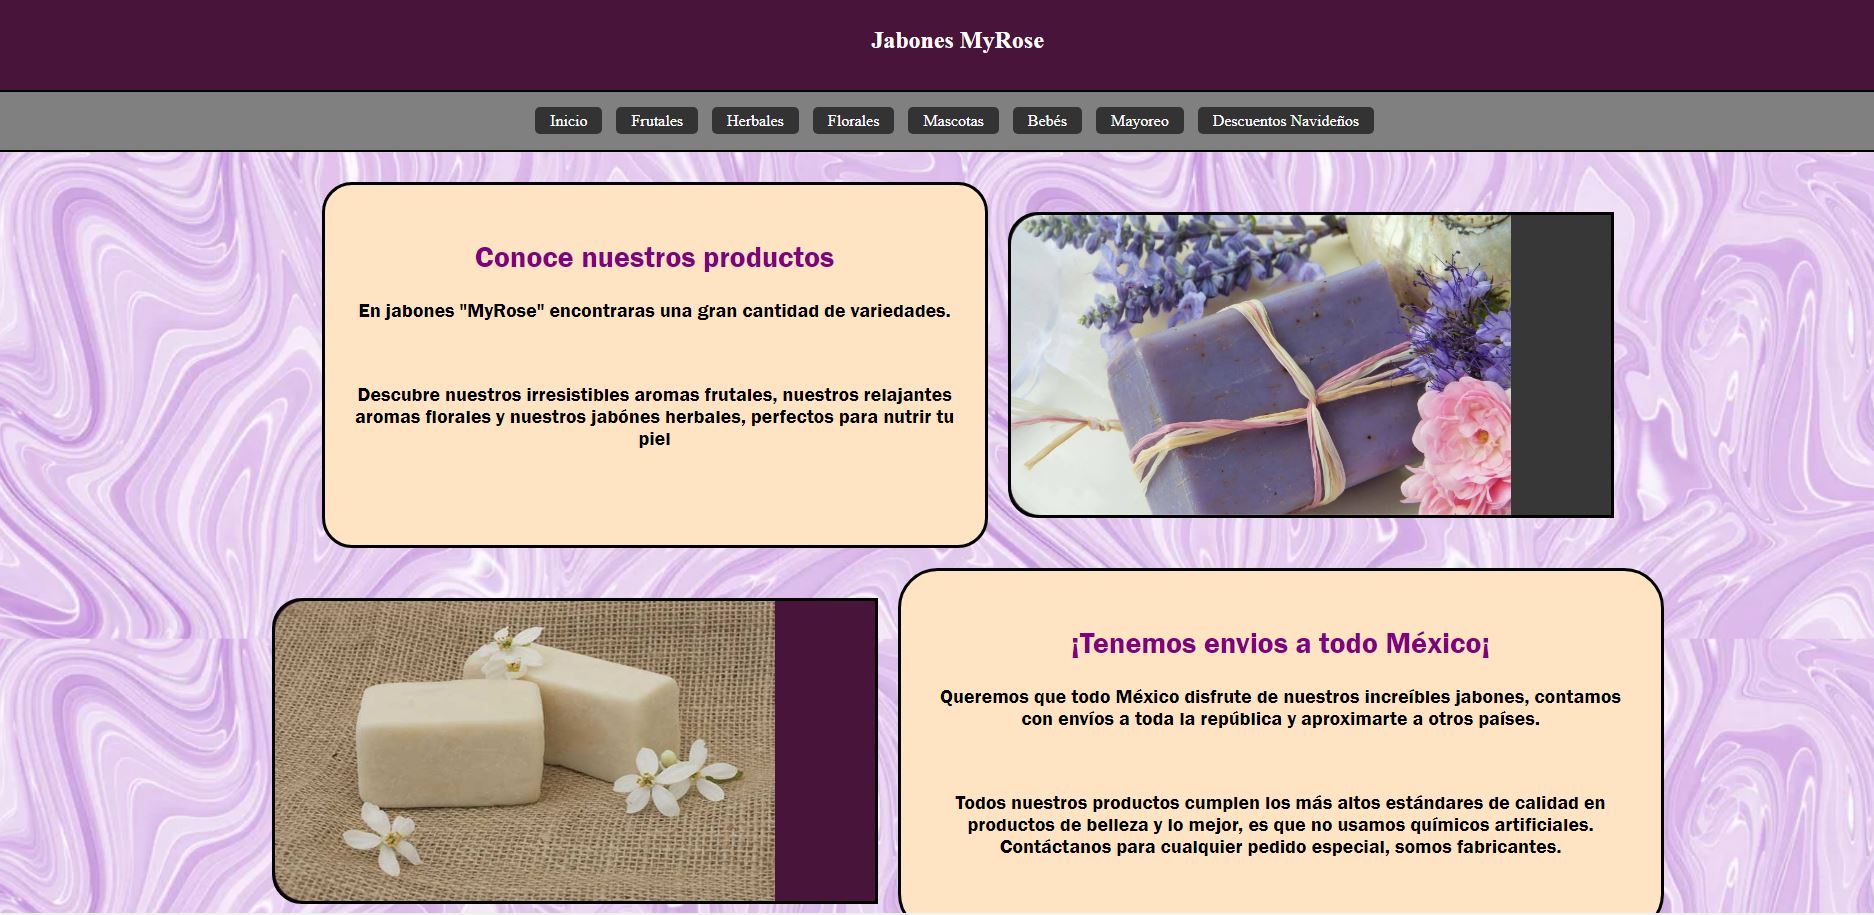 Jabones MyRose
Inicio Frutales Herbales Florales Mascotas Bebés Mayoreo Descuentos Navideños
Conoce nuestros productos
En jabones "MyRose" encontraras una gran cantidad de variedades.
Descubre nuestros irresistibles aromas frutales, nuestros relajantes
aromas florales y nuestros jabónes herbales, perfectos para nutrir tu
piel
¡Tenemos envios a todo México¡
Queremos que todo México disfrute de nuestros increíbles jabones, contamos
con envíos a toda la república y aproximarte a otros países.
Todos nuestros productos cumplen los más altos estándares de calidad en
productos de belleza y lo mejor, es que no usamos químicos artificiales.
Contáctanos para cualquier pedido especial, somos fabricantes.